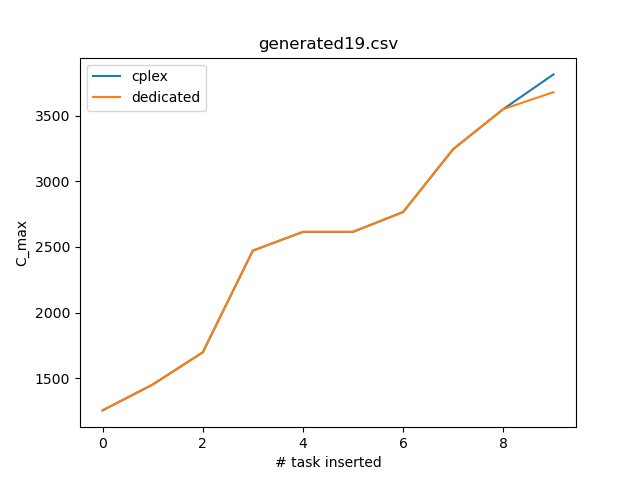 generated19.csv
cplex
dedicated
3500
3000
2500
2000
1500
C_max
0 2 4 6 8
# task inserted